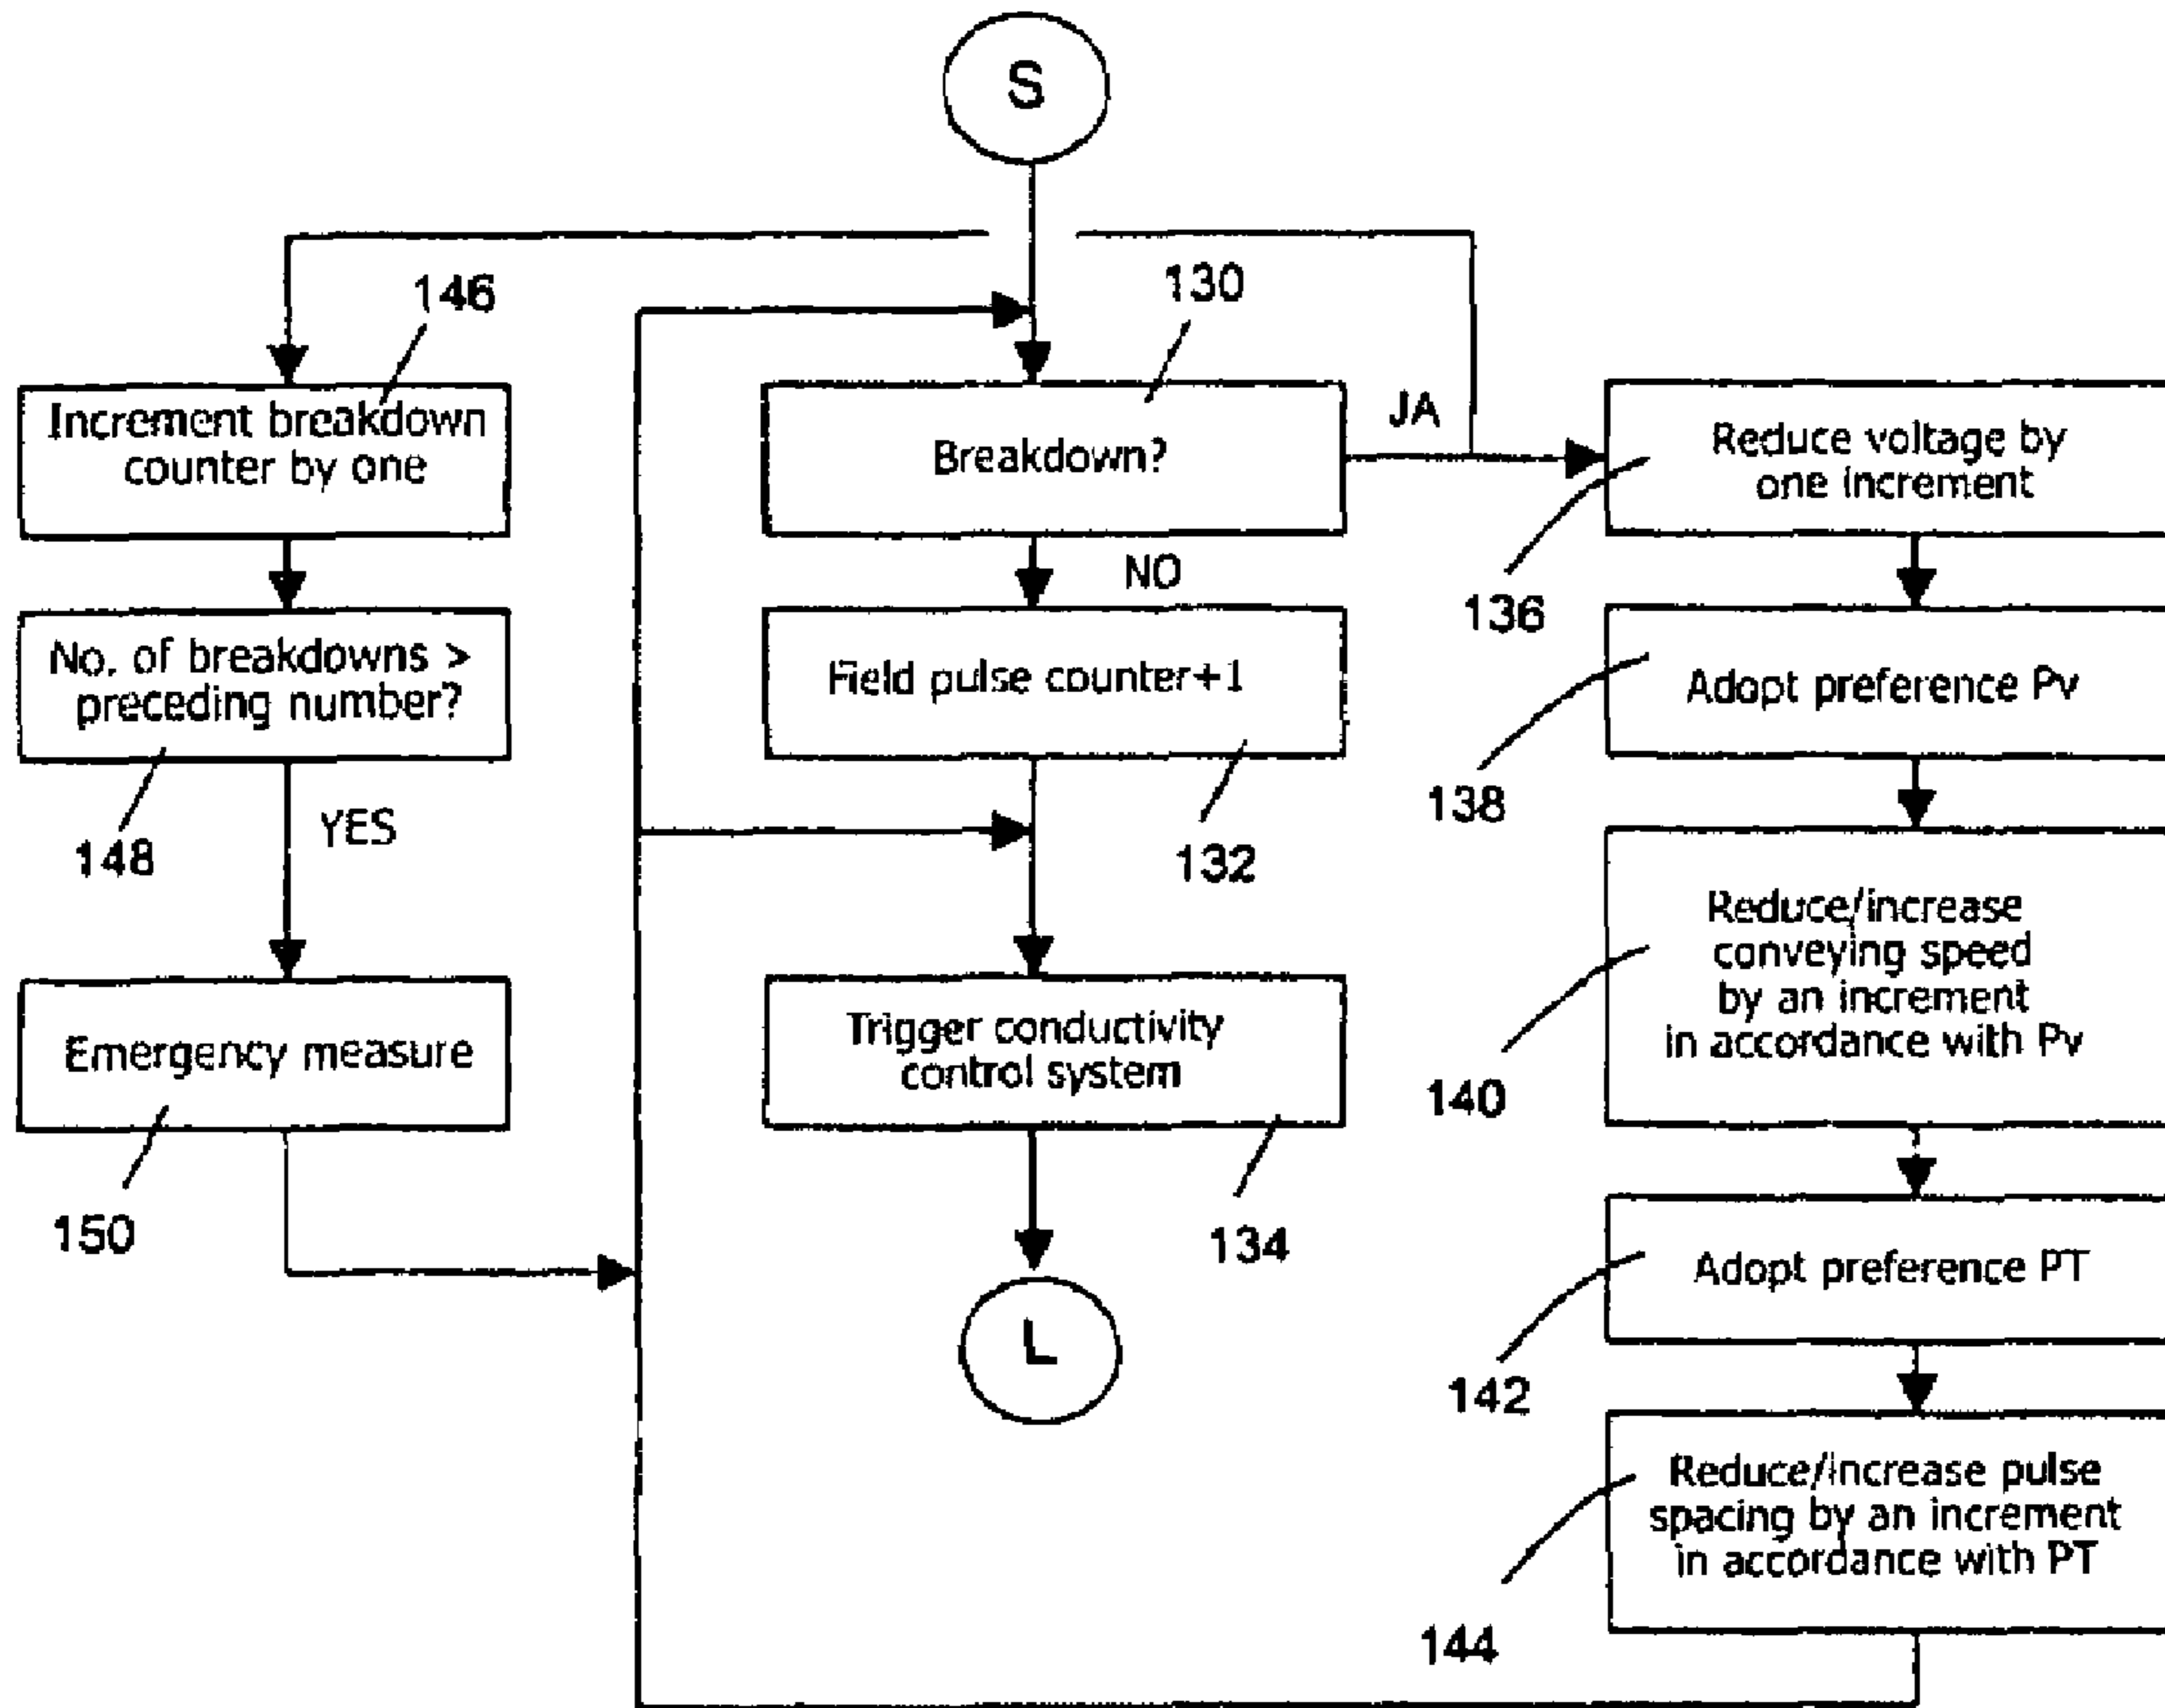 S
146
130
Increment breakdown
counter by one
Breakdown?
JA
Reduce voltage by
one increment
136
NO
No. of breakdowns >
preceding number?
148
YES
Field pulse counter+1
132
Adopt preference Pv
138
Reduce/increase
conveying speed
by an increment
in accordance with Pv
140
Emergency measure
150
Trigger conductivity
control system
134
L
Adopt preference PT
142
Reduce/increase pulse
spacing by an increment
in accordance with PT
144